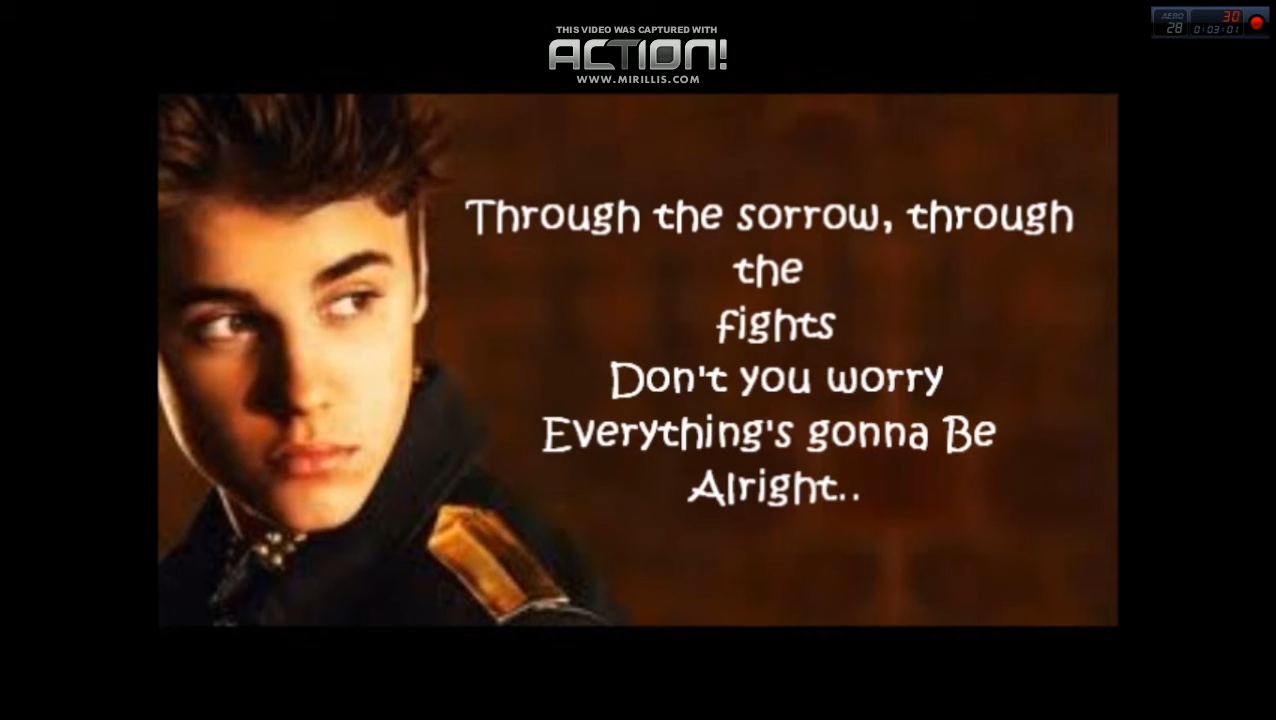 THIS VIDEO WAS CAPTURED WITH
ACTION!
WWW.MIRILLIS.COM
AERO 30
28 0:03:01
Through the sorrow, through
the
fights
Don't you worry
Everything's gonna Be
Alright..